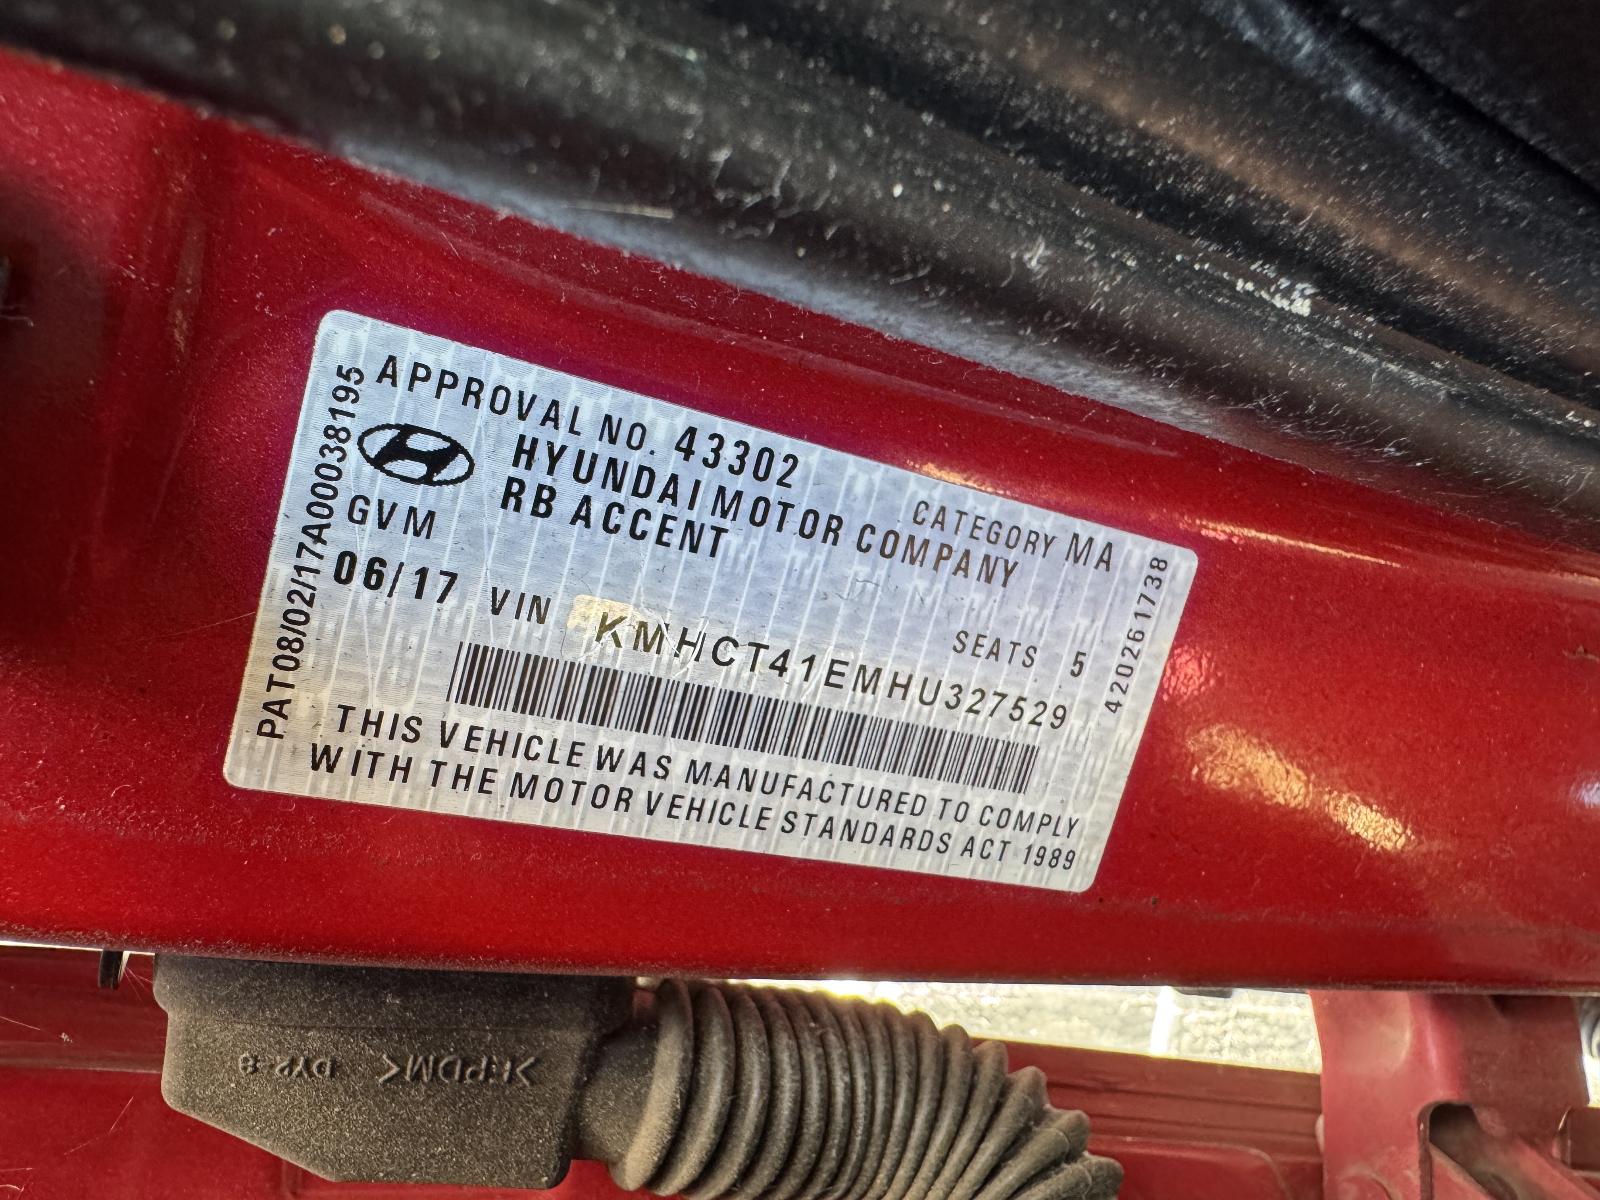 APPROVAL NO. 43302
CATEGORY MA
HYUNDAI MOTOR COMPANY
RB ACCENT
GVM
SEATS 5
06/17 VIN KMHCT41EMHU327529
THIS VEHICLE WAS MANUFACTURED TO COMPLY
WITH THE MOTOR VEHICLE STANDARDS ACT 1989
PAT08/02/17A00038195
420261738